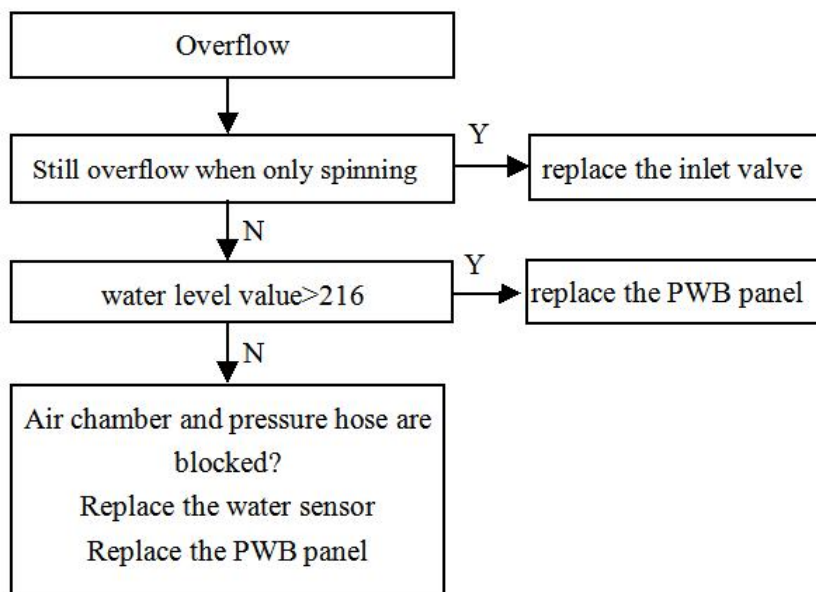 Overflow
Still overflow when only spinning
Y
replace the inlet valve
N
water level value>216
Y
replace the PWB panel
N
Air chamber and pressure hose are
blocked?
Replace the water sensor
Replace the PWB panel